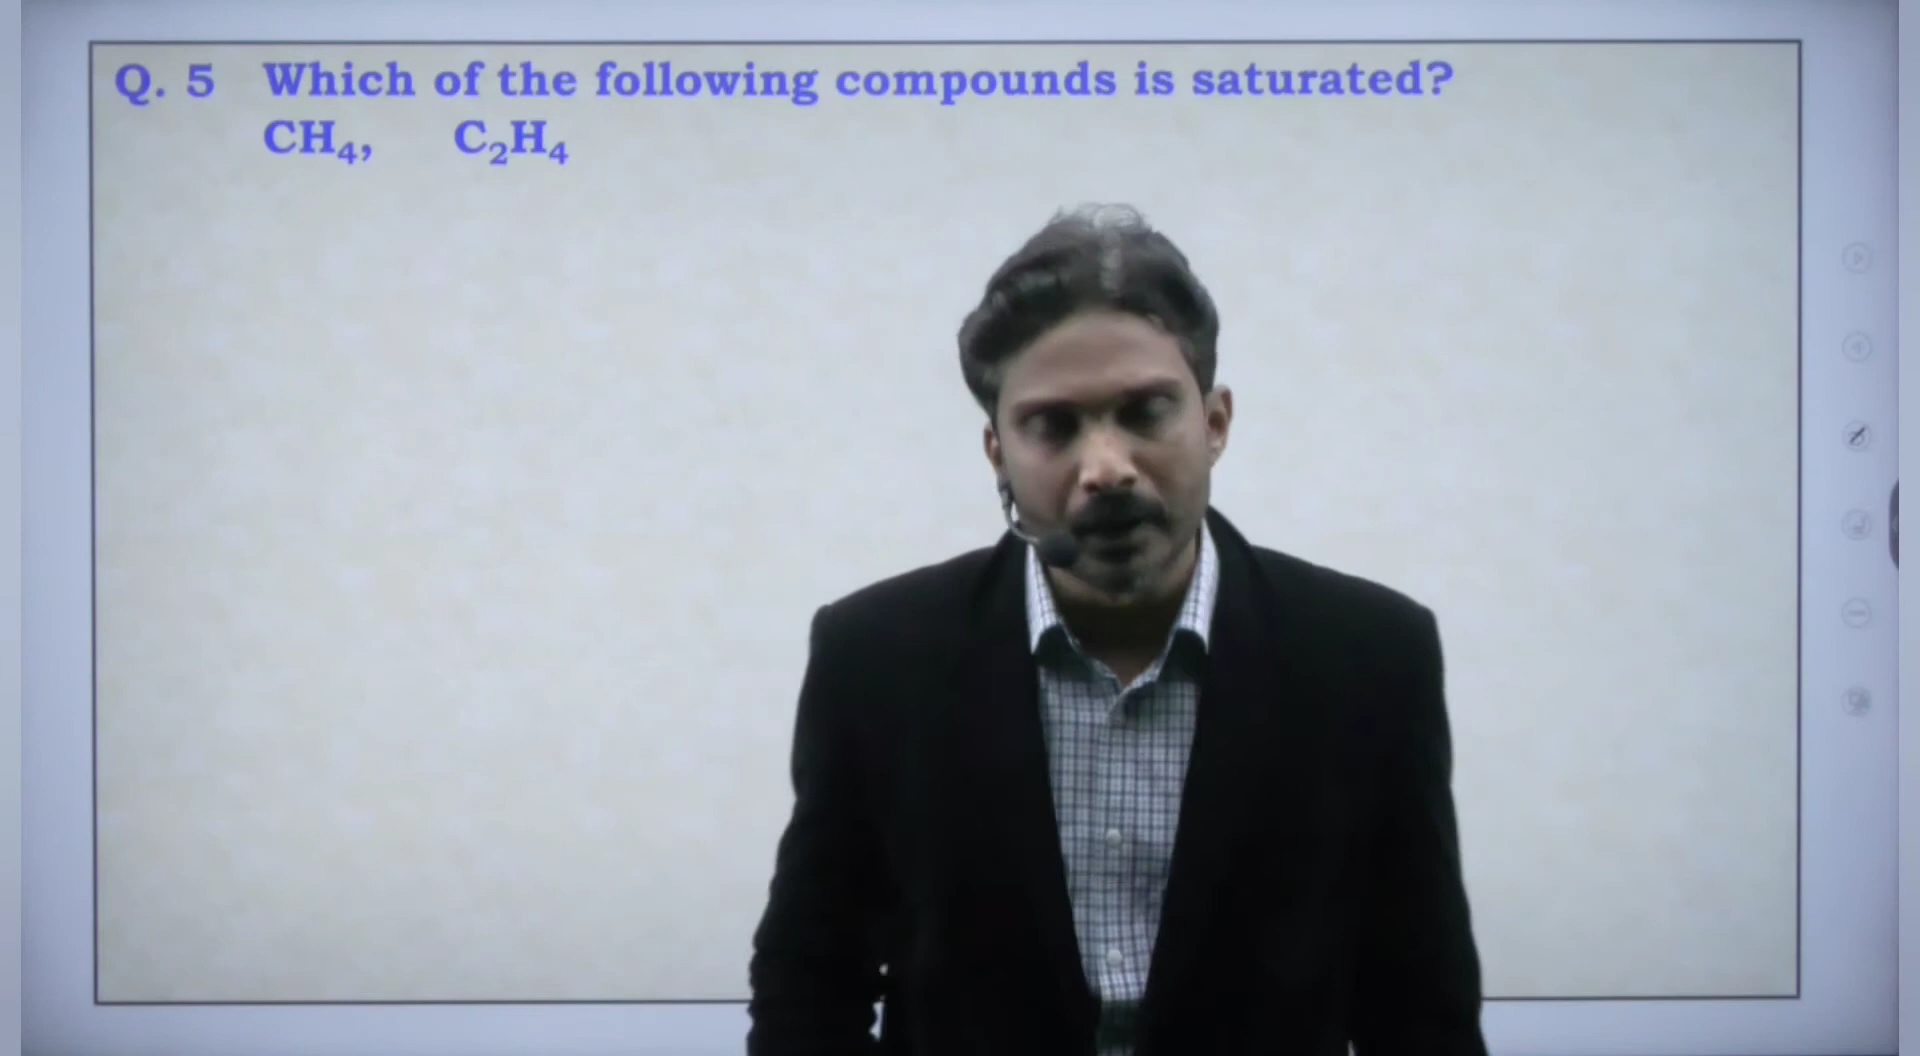 Q. 5 Which of the following compounds is saturated?
CH₄, C₂H₄